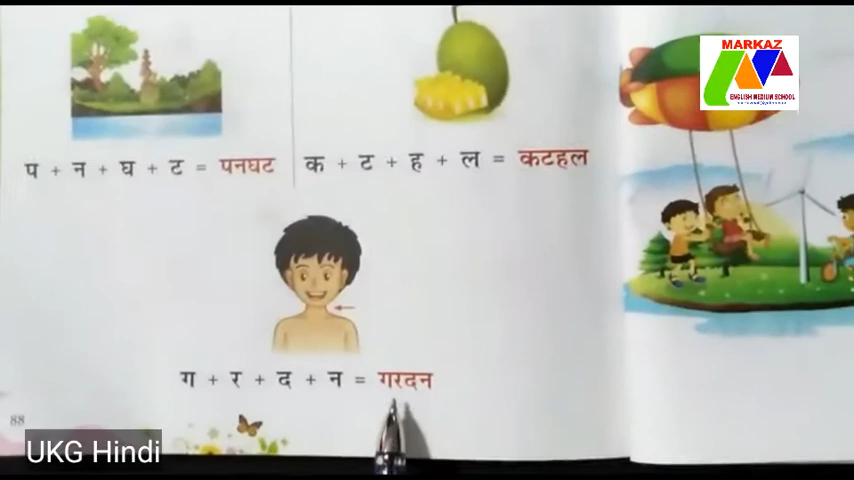 MARKAZ
ENGLISH MEDIUM SCHOOL
प + न + घ + ट = पनघट
क + ट + ह + ल = कटहल
ग + र + द + न = गरदन
88
UKG Hindi